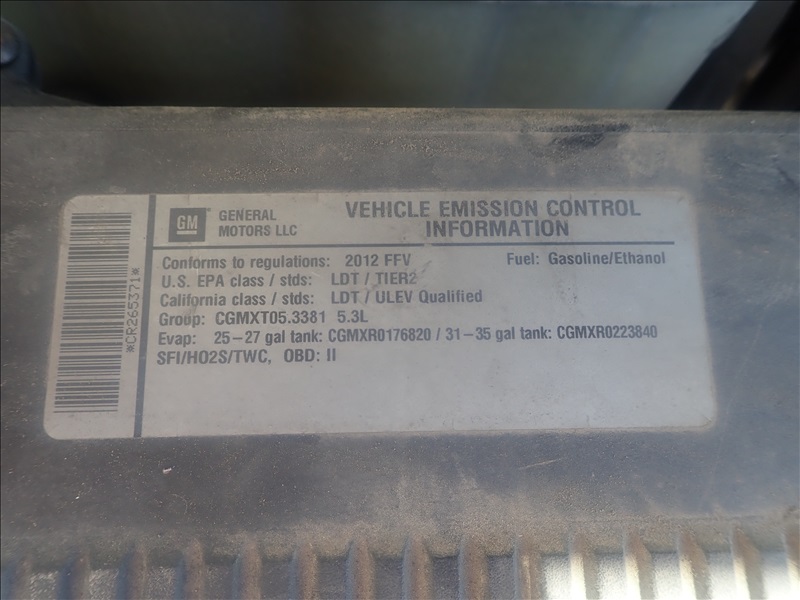 *CR265371*
GM
GENERAL
MOTORS LLC
VEHICLE EMISSION CONTROL
INFORMATION
Conforms to regulations: 2012 FFV Fuel: Gasoline/Ethanol
U.S. EPA class / stds: LDT / TIER2
California class / stds: LDT / ULEV Qualified
Group: CGMXT05.3381 5.3L
Evap: 25-27 gal tank: CGMXR0176820 / 31-35 gal tank: CGMXR0223840
SFI/HO2S/TWC, OBD: II